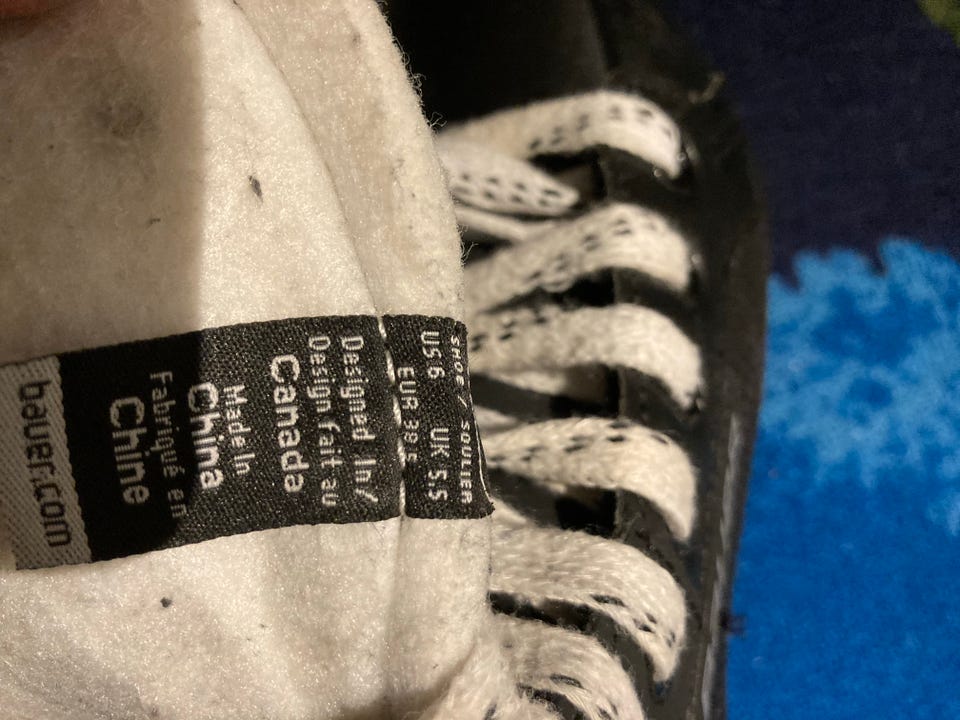 SHOE / SOULIER
US 6 UK 5.5
EUR 38.5
Designed In/
Design fait au
Canada
Made In
China
Fabriqué en
Chine
bauer.com